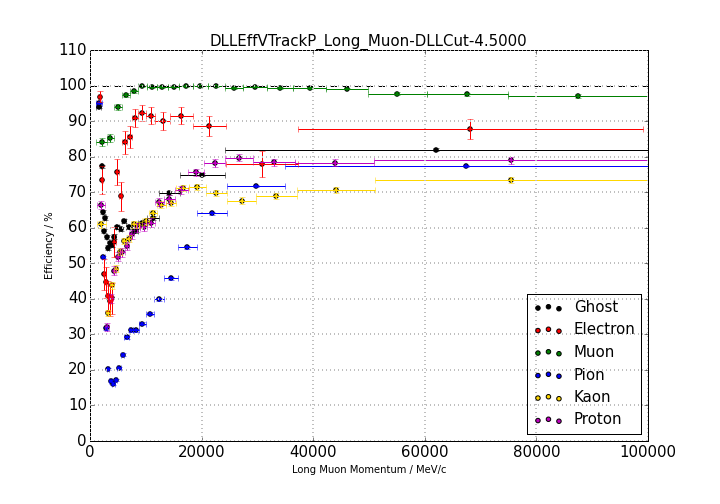 DLLEffVTrackP_Long_Muon-DLLCut-4.5000
110
100
90
80
70
60
50
40
30
20
10
0
Efficiency / %
Ghost
Electron
Muon
Pion
Kaon
Proton
0 20000 40000 60000 80000 100000
Long Muon Momentum / MeV/c